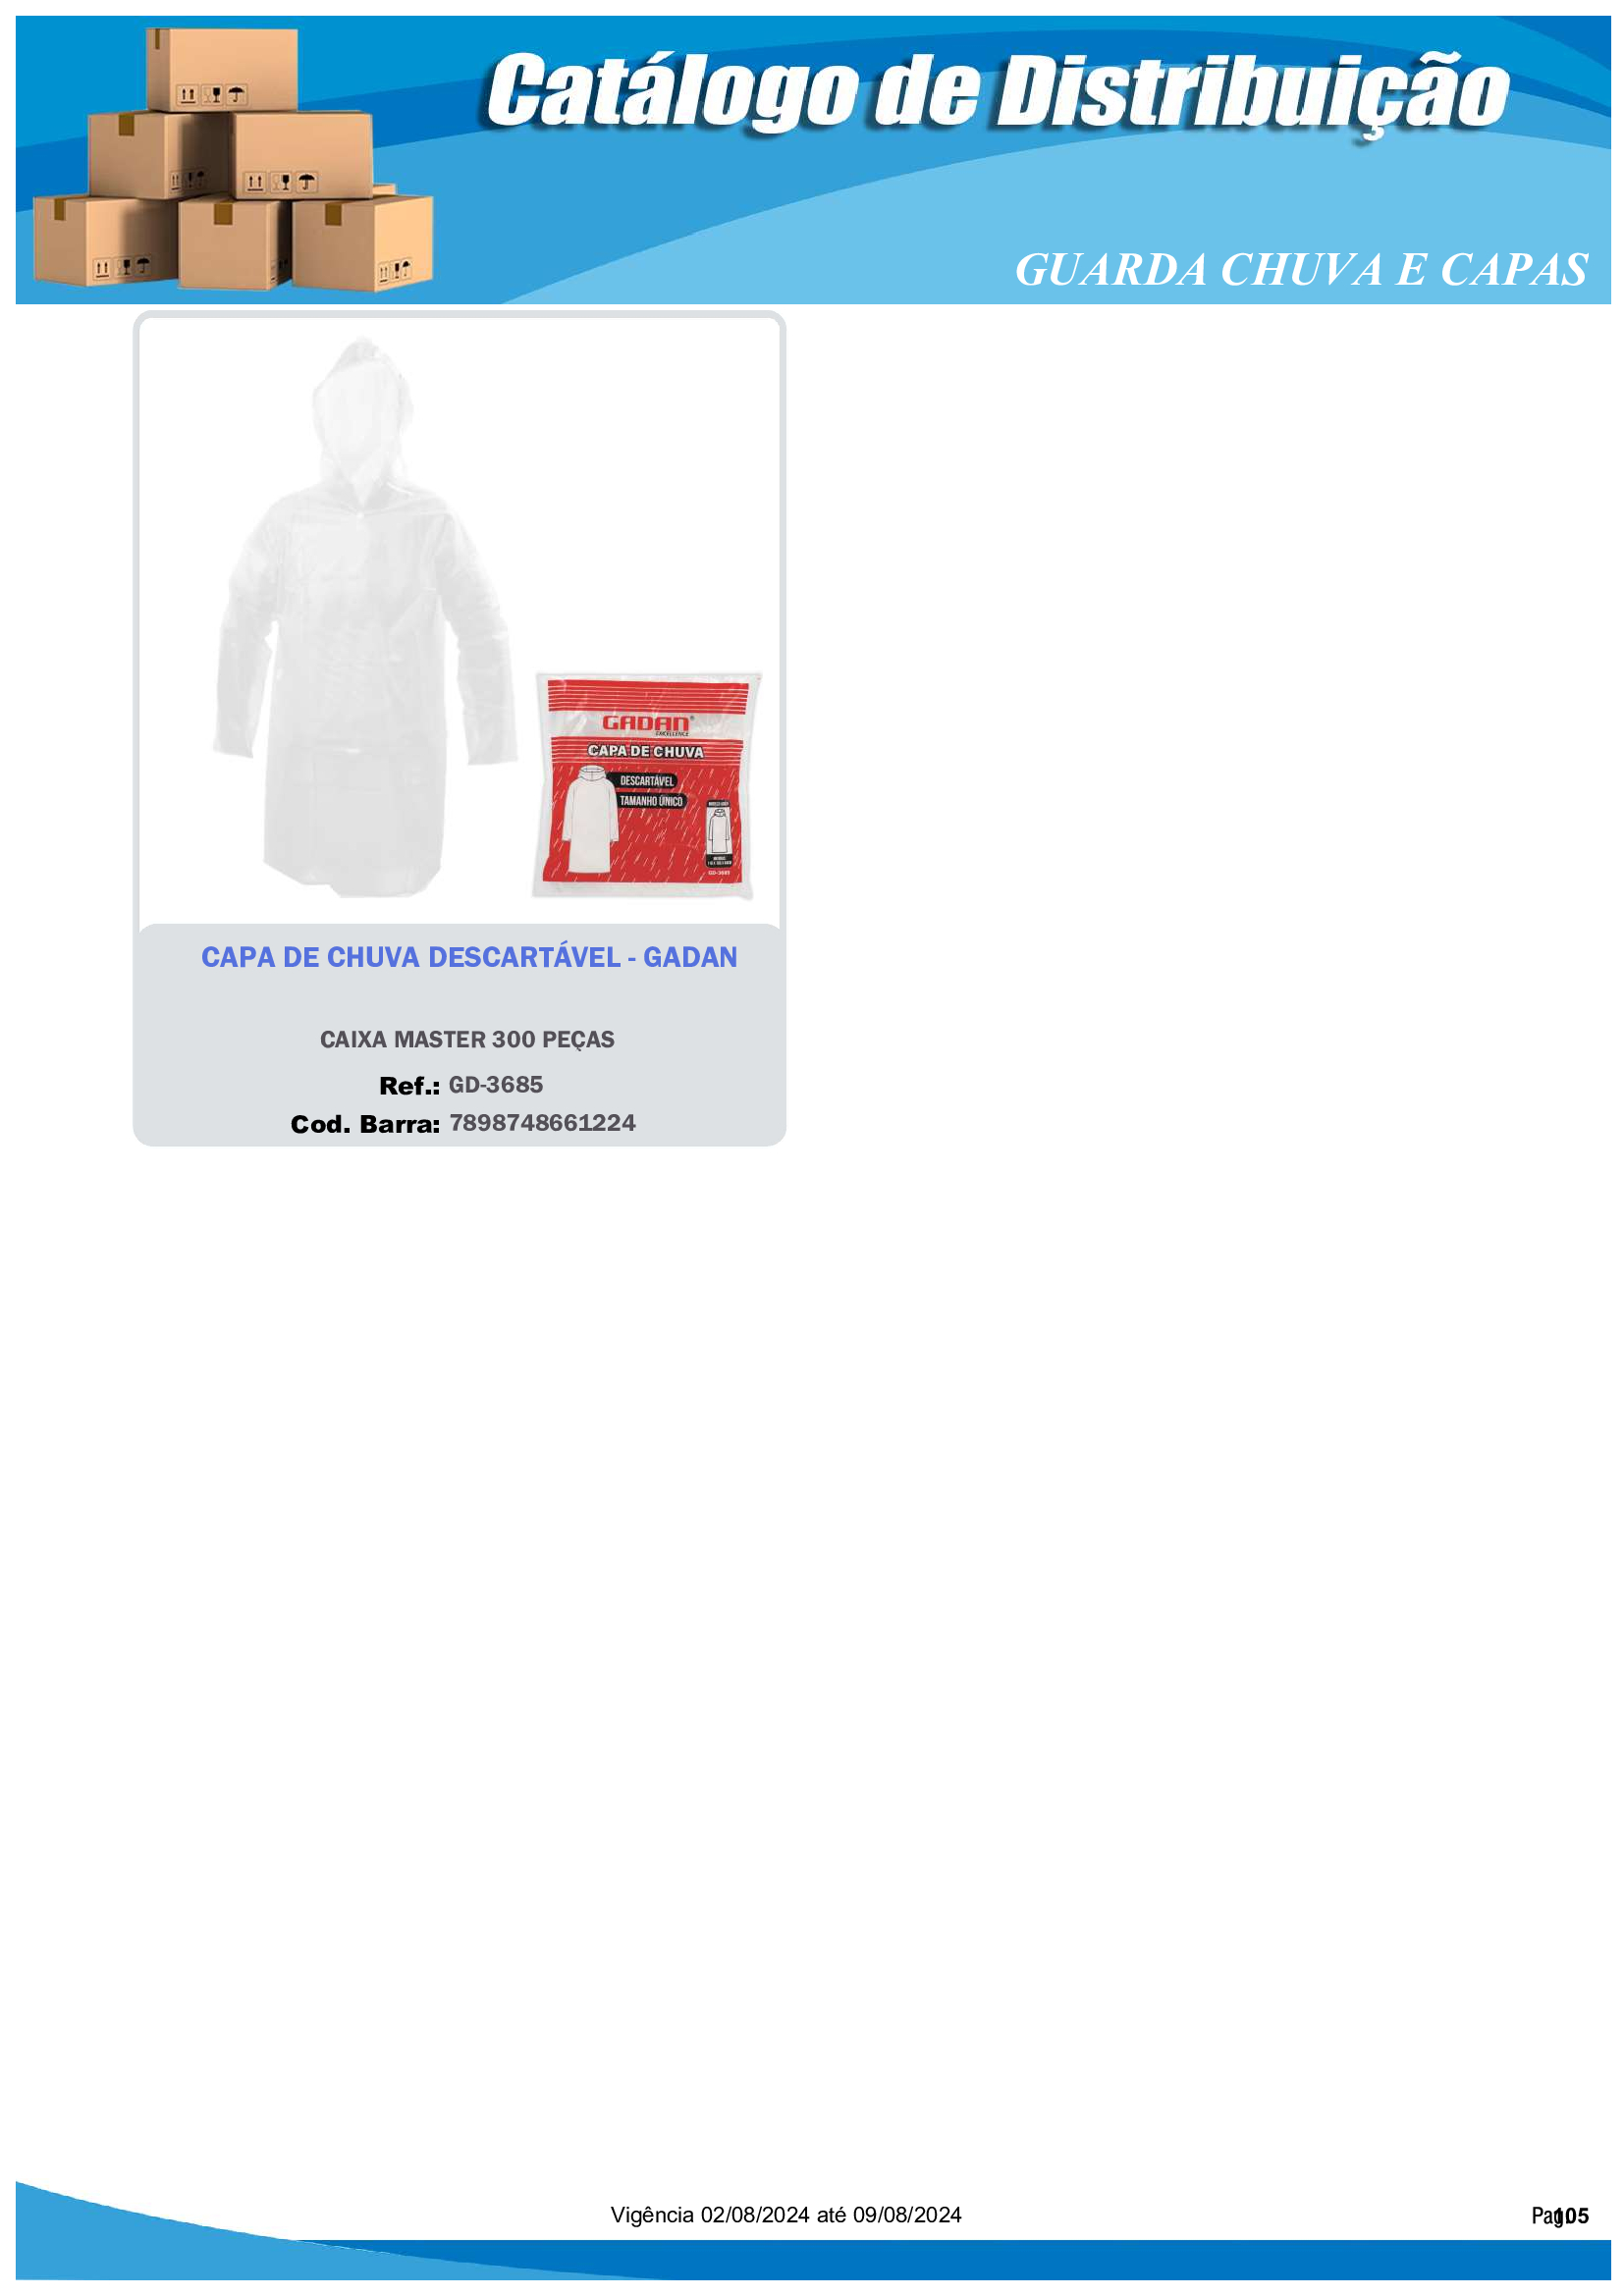 Catálogo de Distribuição
GUARDA CHUVA E CAPAS
GADAN®
EXCELLENCE
CAPA DE CHUVA
DESCARTÁVEL
TAMANHO ÚNICO
GD-3685
CAPA DE CHUVA DESCARTÁVEL - GADAN
CAIXA MASTER 300 PEÇAS
Ref.: GD-3685
Cod. Barra: 7898748661224
Vigência 02/08/2024 até 09/08/2024
Pag 105